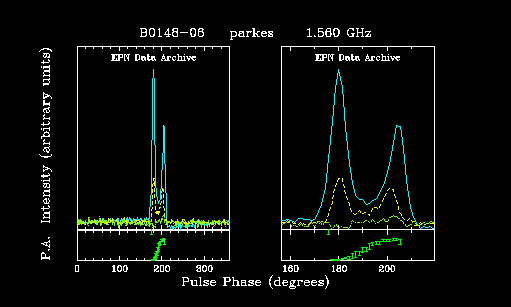 B0148-06 parkes 1.560 GHz
EPN Data Archive EPN Data Archive
P.A. Intensity (arbitrary units)
0 100 200 300 160 180 200
Pulse Phase (degrees)